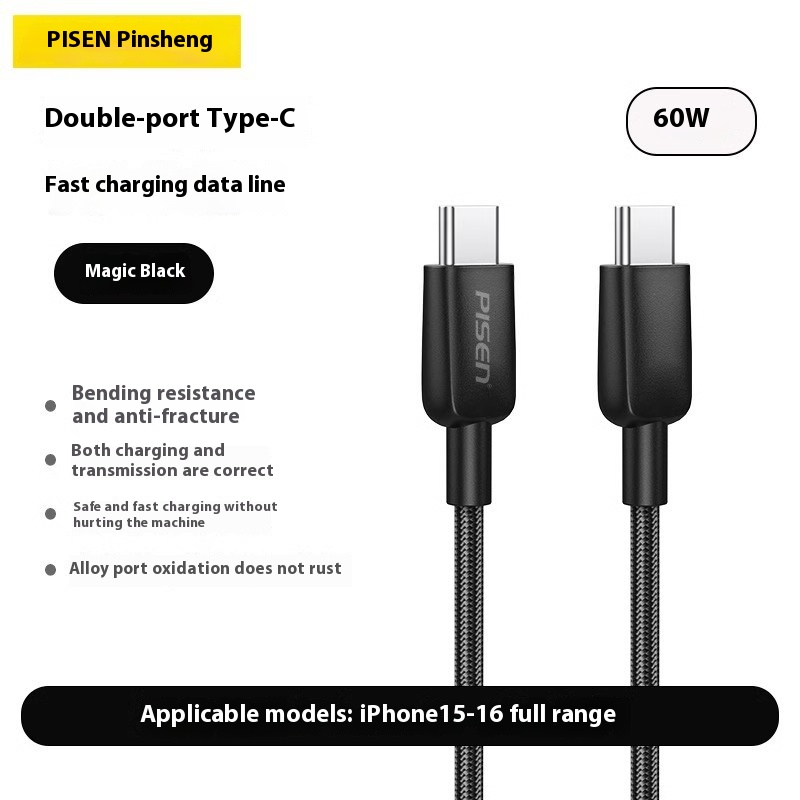 PISEN Pinsheng
Double-port Type-C
60W
Fast charging data line
Magic Black
PISEN
Bending resistance
and anti-fracture
Both charging and
transmission are correct
Safe and fast charging without
hurting the machine
Alloy port oxidation does not rust
Applicable models: iPhone15-16 full range